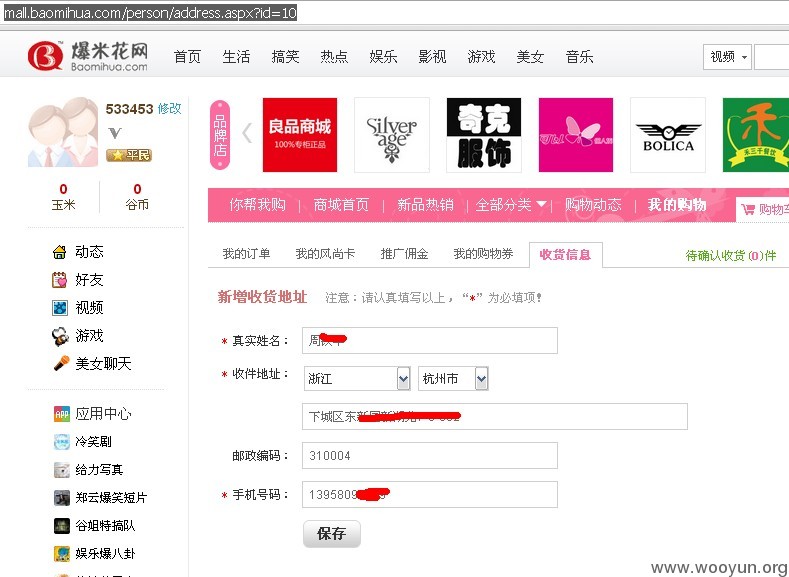 mall.baomihua.com/person/address.aspx?id=10
爆米花网
Baomihua.com
首页 生活 搞笑 热点 娱乐 影视 游戏 美女 音乐
视频
533453 修改
平民
0 0
玉米 谷币
品牌店
良品商城
100%专柜正品
Silver age
奇克服饰
BOLICA
禾
禾三千餐饮
你帮我购 | 商城首页 | 新品热销 | 全部分类 | 购物动态 | 我的购物
购物车
我的订单 我的风尚卡 推广佣金 我的购物券 收货信息
待确认收货(0)件
新增收货地址 注意：请认真填写以上，“*”为必填项!
* 真实姓名： 周
* 收件地址： 浙江 杭州市
下城区东
邮政编码： 310004
* 手机号码： 1395809
保存
动态
好友
视频
游戏
美女聊天
APP 应用中心
冷笑剧
给力写真
郑云爆笑短片
谷姐特搞队
娱乐爆八卦
www.wooyun.org